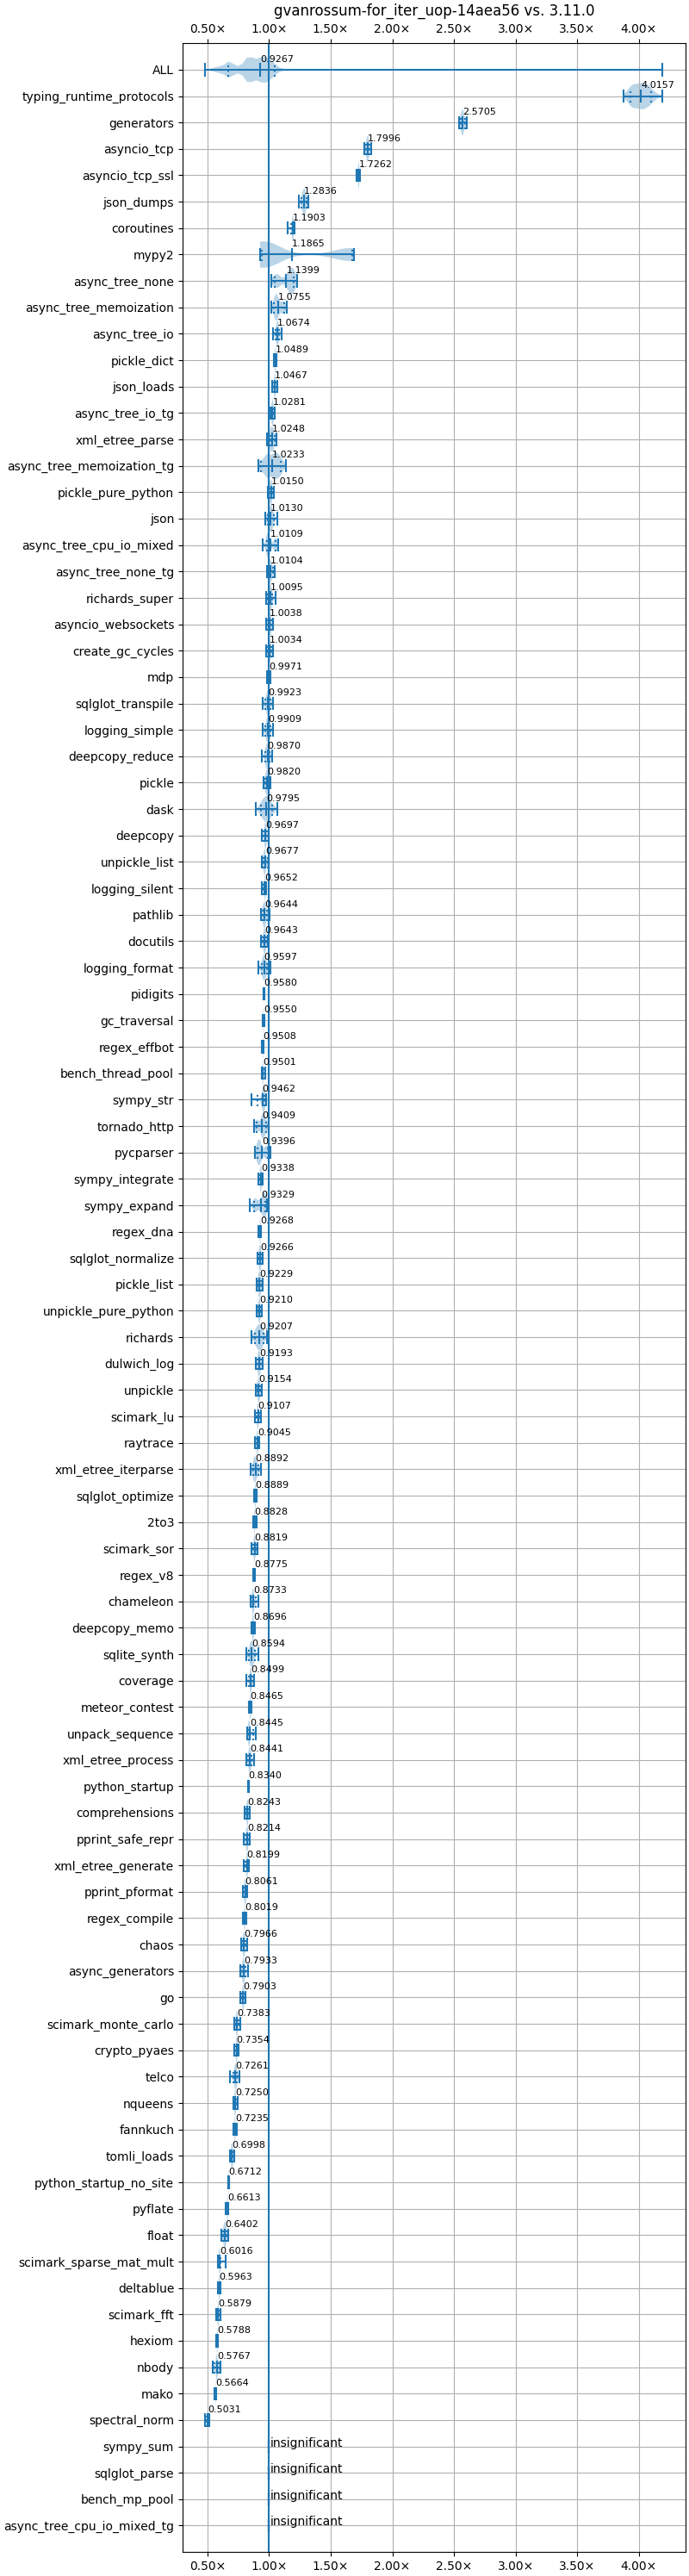 gvanrossum-for_iter_uop-14aea56 vs. 3.11.0
0.50× 1.00× 1.50× 2.00× 2.50× 3.00× 3.50× 4.00×
ALL 0.9267
typing_runtime_protocols 4.0157
generators 2.5705
asyncio_tcp 1.7996
asyncio_tcp_ssl 1.7262
json_dumps 1.2836
coroutines 1.1903
mypy2 1.1865
async_tree_none 1.1399
async_tree_memoization 1.0755
async_tree_io 1.0674
pickle_dict 1.0489
json_loads 1.0467
async_tree_io_tg 1.0281
xml_etree_parse 1.0248
async_tree_memoization_tg 1.0233
pickle_pure_python 1.0150
json 1.0130
async_tree_cpu_io_mixed 1.0109
async_tree_none_tg 1.0104
richards_super 1.0095
asyncio_websockets 1.0038
create_gc_cycles 1.0034
mdp 0.9971
sqlglot_transpile 0.9923
logging_simple 0.9909
deepcopy_reduce 0.9870
pickle 0.9820
dask 0.9795
deepcopy 0.9697
unpickle_list 0.9677
logging_silent 0.9652
pathlib 0.9644
docutils 0.9643
logging_format 0.9597
pidigits 0.9580
gc_traversal 0.9550
regex_effbot 0.9508
bench_thread_pool 0.9501
sympy_str 0.9462
tornado_http 0.9409
pycparser 0.9396
sympy_integrate 0.9338
sympy_expand 0.9329
regex_dna 0.9268
sqlglot_normalize 0.9266
pickle_list 0.9229
unpickle_pure_python 0.9210
richards 0.9207
dulwich_log 0.9193
unpickle 0.9154
scimark_lu 0.9107
raytrace 0.9045
xml_etree_iterparse 0.8892
sqlglot_optimize 0.8889
2to3 0.8828
scimark_sor 0.8819
regex_v8 0.8775
chameleon 0.8733
deepcopy_memo 0.8696
sqlite_synth 0.8594
coverage 0.8499
meteor_contest 0.8465
unpack_sequence 0.8445
xml_etree_process 0.8441
python_startup 0.8340
comprehensions 0.8243
pprint_safe_repr 0.8214
xml_etree_generate 0.8199
pprint_pformat 0.8061
regex_compile 0.8019
chaos 0.7966
async_generators 0.7933
go 0.7903
scimark_monte_carlo 0.7383
crypto_pyaes 0.7354
telco 0.7261
nqueens 0.7250
fannkuch 0.7235
tomli_loads 0.6998
python_startup_no_site 0.6712
pyflate 0.6613
float 0.6402
scimark_sparse_mat_mult 0.6016
deltablue 0.5963
scimark_fft 0.5879
hexiom 0.5788
nbody 0.5767
mako 0.5664
spectral_norm 0.5031
sympy_sum insignificant
sqlglot_parse insignificant
bench_mp_pool insignificant
async_tree_cpu_io_mixed_tg insignificant
0.50× 1.00× 1.50× 2.00× 2.50× 3.00× 3.50× 4.00×